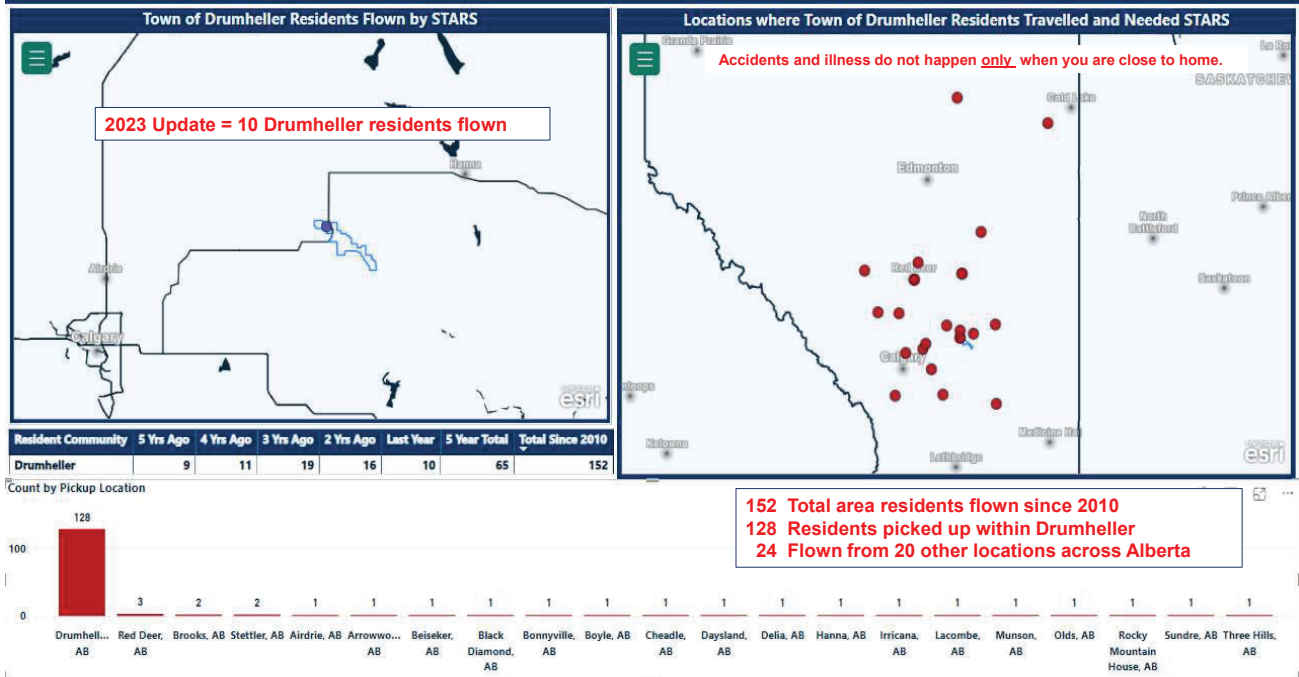 Town of Drumheller Residents Flown by STARS
2023 Update = 10 Drumheller residents flown
Hanna
Airdrie
Calgary
esri
Resident Community 5 Yrs Ago 4 Yrs Ago 3 Yrs Ago 2 Yrs Ago Last Year 5 Year Total Total Since 2010
Drumheller 9 11 19 16 10 65 152
Locations where Town of Drumheller Residents Travelled and Needed STARS
Grande Prairie
Accidents and illness do not happen only when you are close to home.
La Ro
SASKATCHEW
Cold Lake
Edmonton
Prince Alber
North
Battleford
Red Deer
Saskatoon
Calgary
mloops
Kelowna
Medicine Hat
Lethbridge
esri
Count by Pickup Location
152 Total area residents flown since 2010
128 Residents picked up within Drumheller
24 Flown from 20 other locations across Alberta
100
0
128 3 2 2 1 1 1 1 1 1 1 1 1 1 1 1 1 1 1 1 1
Drumhell... AB
Red Deer, AB
Brooks, AB
Stettler, AB
Airdrie, AB
Arrowwo... AB
Beiseker, AB
Black Diamond, AB
Bonnyville, AB
Boyle, AB
Cheadle, AB
Daysland, AB
Delia, AB
Hanna, AB
Irricana, AB
Lacombe, AB
Munson, AB
Olds, AB
Rocky Mountain House, AB
Sundre, AB
Three Hills, AB